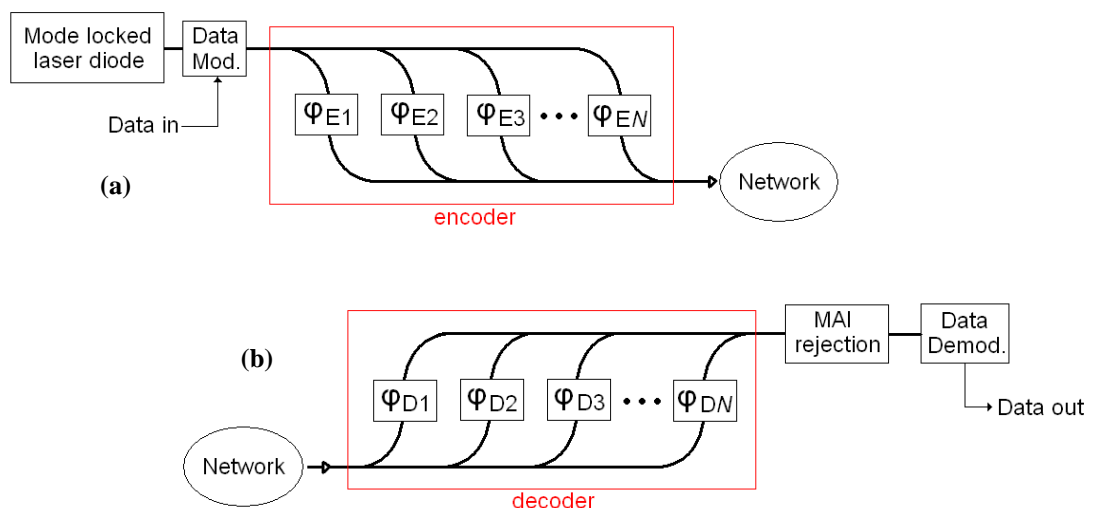 Mode locked
laser diode
Data
Mod.
Data in
φE1
φE2
φE3
•••
φEN
(a)
encoder
Network
(b)
MAI
rejection
Data
Demod.
φD1
φD2
φD3
•••
φDN
Data out
Network
decoder